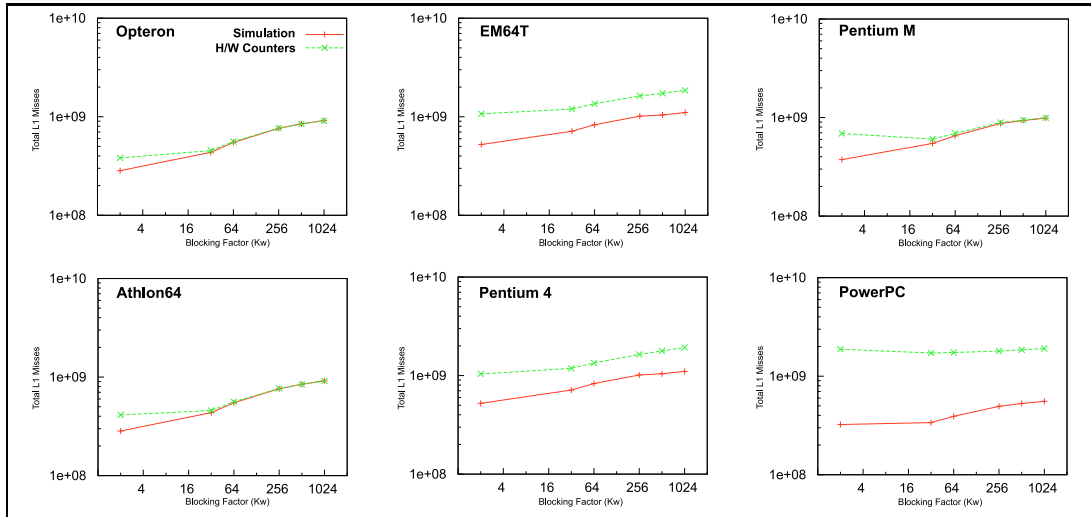 Opteron
Simulation
H/W Counters
1e+10
1e+09
1e+08
Total L1 Misses
4 16 64 256 1024
Blocking Factor (Kw)
EM64T
1e+10
1e+09
1e+08
Total L1 Misses
4 16 64 256 1024
Blocking Factor (Kw)
Pentium M
1e+10
1e+09
1e+08
Total L1 Misses
4 16 64 256 1024
Blocking Factor (Kw)
Athlon64
1e+10
1e+09
1e+08
Total L1 Misses
4 16 64 256 1024
Blocking Factor (Kw)
Pentium 4
1e+10
1e+09
1e+08
Total L1 Misses
4 16 64 256 1024
Blocking Factor (Kw)
PowerPC
1e+10
1e+09
1e+08
Total L1 Misses
4 16 64 256 1024
Blocking Factor (Kw)